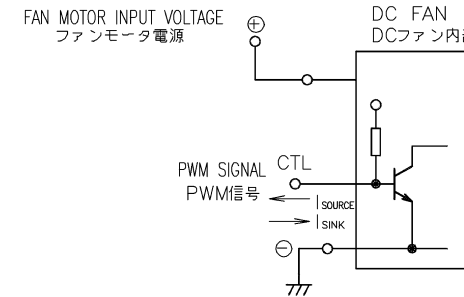 FAN MOTOR INPUT VOLTAGE
ファンモータ電源
DC FAN
DCファン内部
PWM SIGNAL
PWM信号
CTL
SOURCE
SINK